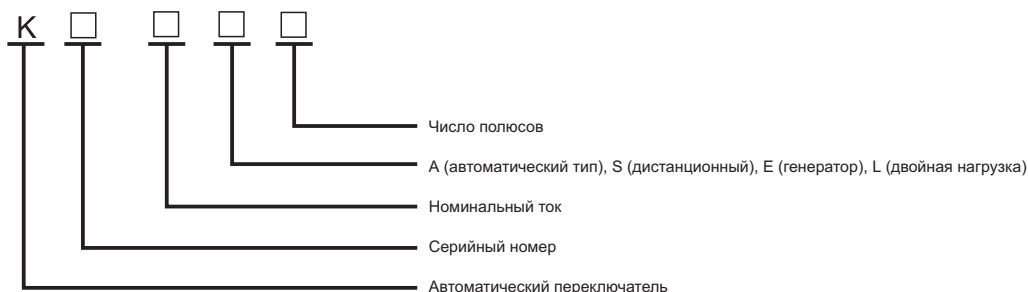 K □ □ □ □
Число полюсов
А (автоматический тип), S (дистанционный), E (генератор), L (двойная нагрузка)
Номинальный ток
Серийный номер
Автоматический переключатель